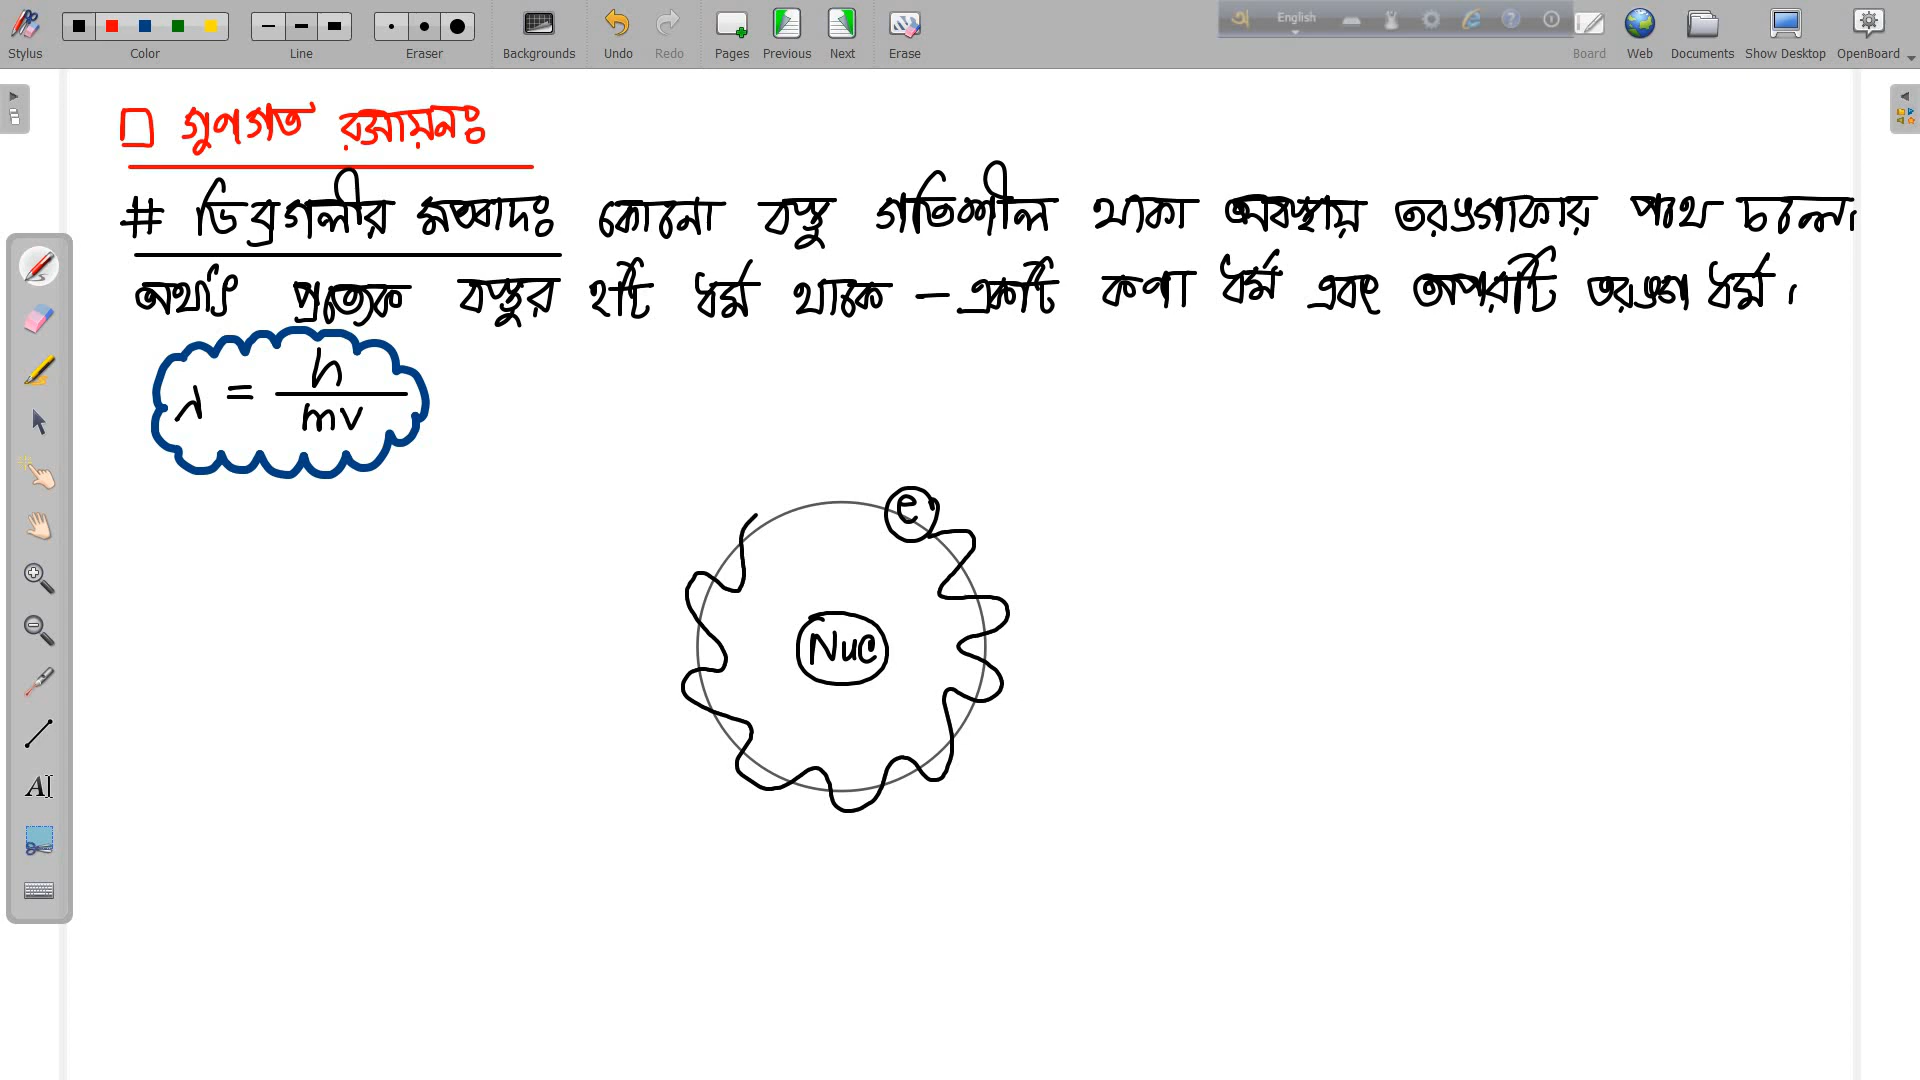 Stylus Color Line Eraser Backgrounds Undo Redo Pages Previous Next Erase English Board Web Documents Show Desktop OpenBoard
□ গুণগত রসায়নঃ
# ডিব্রগলীর মতবাদঃ কোনো বস্তু গতিশীল থাকা অবস্থায় তরঙ্গাকার পথে চলে।
অর্থাৎ প্রত্যেক বস্তুর দুটি ধর্ম থাকে – একটি কণা ধর্ম এবং অপরটি তরঙ্গ ধর্ম।
λ = h / mv
e⁻
Nuc